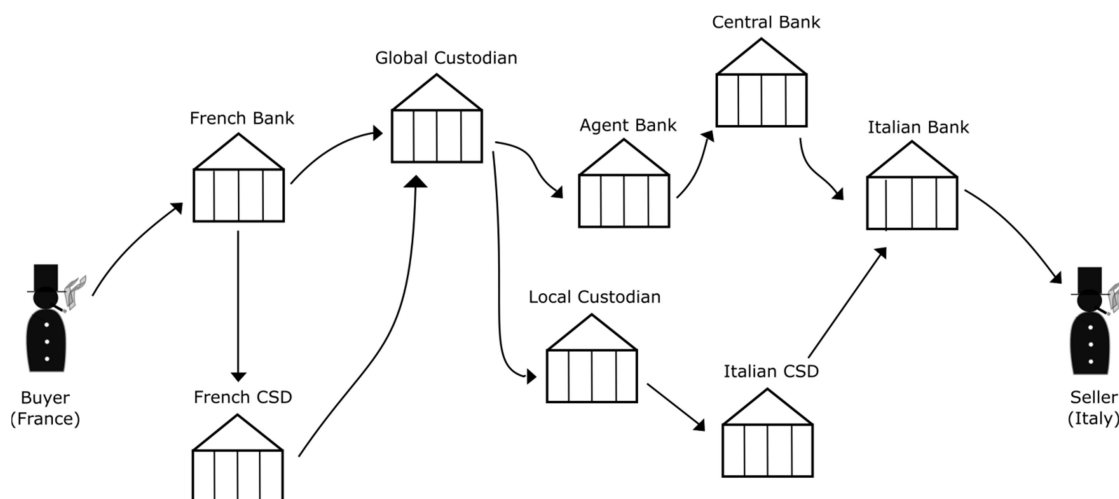 Central Bank
Global Custodian
French Bank
Agent Bank
Italian Bank
Local Custodian
Italian CSD
Buyer
(France)
French CSD
Seller
(Italy)